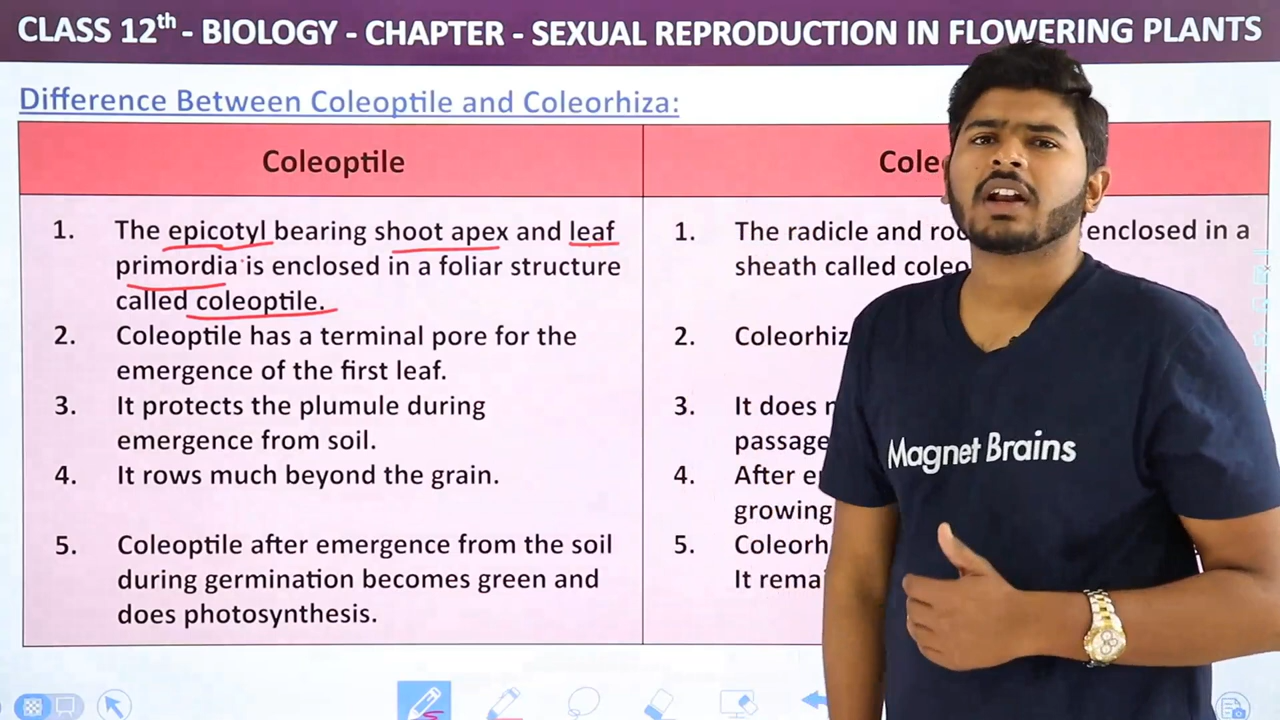 CLASS 12th - BIOLOGY - CHAPTER - SEXUAL REPRODUCTION IN FLOWERING PLANTS
Difference Between Coleoptile and Coleorhiza:
Coleoptile
1. The epicotyl bearing shoot apex and leaf
primordia is enclosed in a foliar structure
called coleoptile.
2. Coleoptile has a terminal pore for the
emergence of the first leaf.
3. It protects the plumule during
emergence from soil.
4. It rows much beyond the grain.
5. Coleoptile after emergence from the soil
during germination becomes green and
does photosynthesis.
1. The radicle and enclosed in a
sheath called
2.
3. It does
passage
4. After
growing
5.
It
Magnet Brains